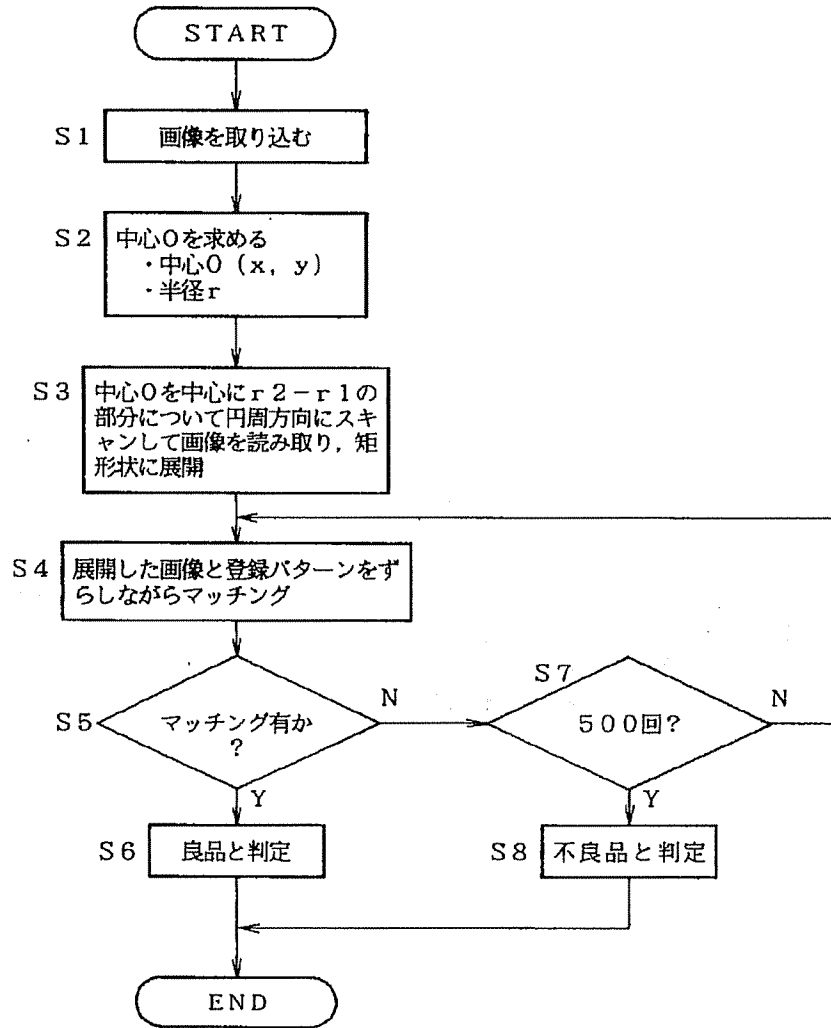 START
S1
画像を取り込む
S2
中心Oを求める
・中心O（x，y）
・半径r
S3
中心Oを中心にr2－r1の
部分について円周方向にスキ
ャンして画像を読み取り，矩
形状に展開
S4
展開した画像と登録パターンをず
らしながらマッチング
S5
マッチング有か
?
N
Y
S7
500回?
N
Y
S6
良品と判定
S8
不良品と判定
END